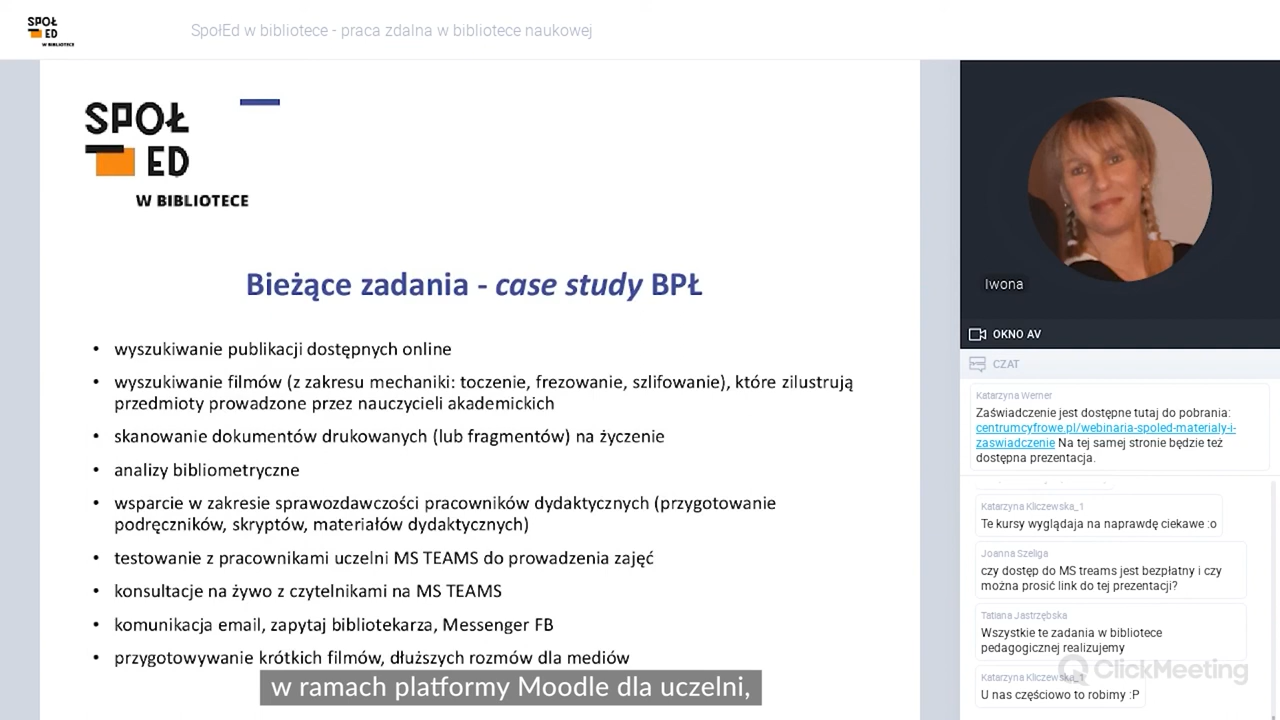 SPOŁ
ED
W BIBLIOTECE
SpołEd w bibliotece - praca zdalna w bibliotece naukowej
SPOŁ
ED
W BIBLIOTECE
Bieżące zadania - case study BPŁ
• wyszukiwanie publikacji dostępnych online
• wyszukiwanie filmów (z zakresu mechaniki: toczenie, frezowanie, szlifowanie), które zilustrują
przedmioty prowadzone przez nauczycieli akademickich
• skanowanie dokumentów drukowanych (lub fragmentów) na życzenie
• analizy bibliometryczne
• wsparcie w zakresie sprawozdawczości pracowników dydaktycznych (przygotowanie
podręczników, skryptów, materiałów dydaktycznych)
• testowanie z pracownikami uczelni MS TEAMS do prowadzenia zajęć
• konsultacje na żywo z czytelnikami na MS TEAMS
• komunikacja email, zapytaj bibliotekarza, Messenger FB
• przygotowywanie krótkich filmów, dłuższych rozmów dla mediów
w ramach platformy Moodle dla uczelni,
Iwona
OKNO AV
CZAT
Katarzyna Werner
Zaświadczenie jest dostępne tutaj do pobrania:
centrumcyfrowe.pl/webinaria-spoled-materialy-i-
zaswiadczenie Na tej samej stronie będzie też
dostępna prezentacja.
Katarzyna Kliczewska_1
Te kursy wyglądaja na naprawdę ciekawe :o
Joanna Szeliga
czy dostęp do MS treams jest bezpłatny i czy
można prosić link do tej prezentacji?
Tatiana Jastrzębska
Wszystkie te zadania w bibliotece
pedagogicznej realizujemy
Katarzyna Kliczewska_1
U nas częściowo to robimy :P
ClickMeeting